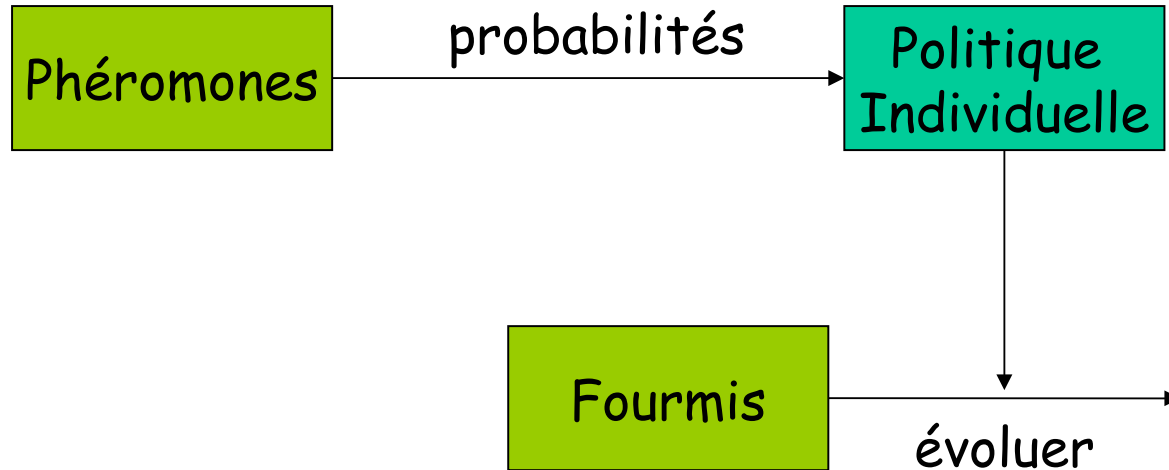 probabilités
Phéromones
Politique
Individuelle
Fourmis
évoluer